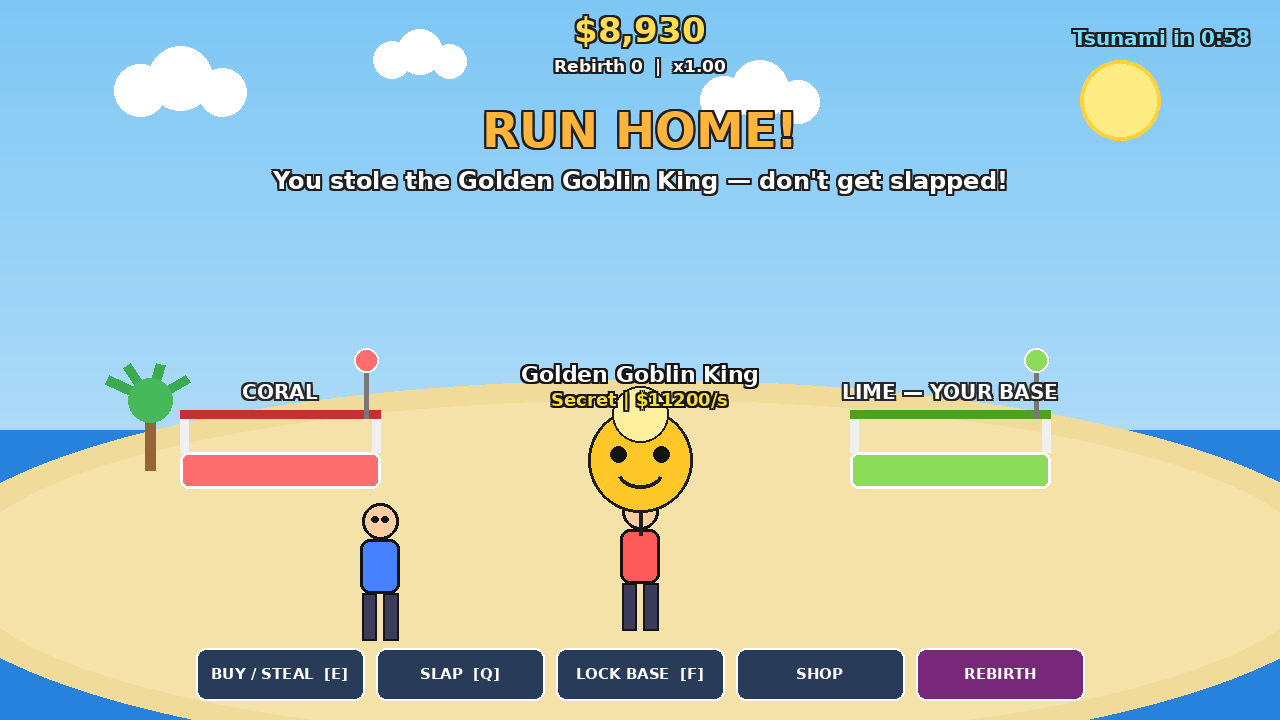 $8,930
Tsunami in 0:58
Rebirth 0 | x1.00
RUN HOME!
You stole the Golden Goblin King — don't get slapped!
Golden Goblin King
CORAL
LIME — YOUR BASE
Secret | $11200/s
BUY / STEAL [E]
SLAP [Q]
LOCK BASE [F]
SHOP
REBIRTH